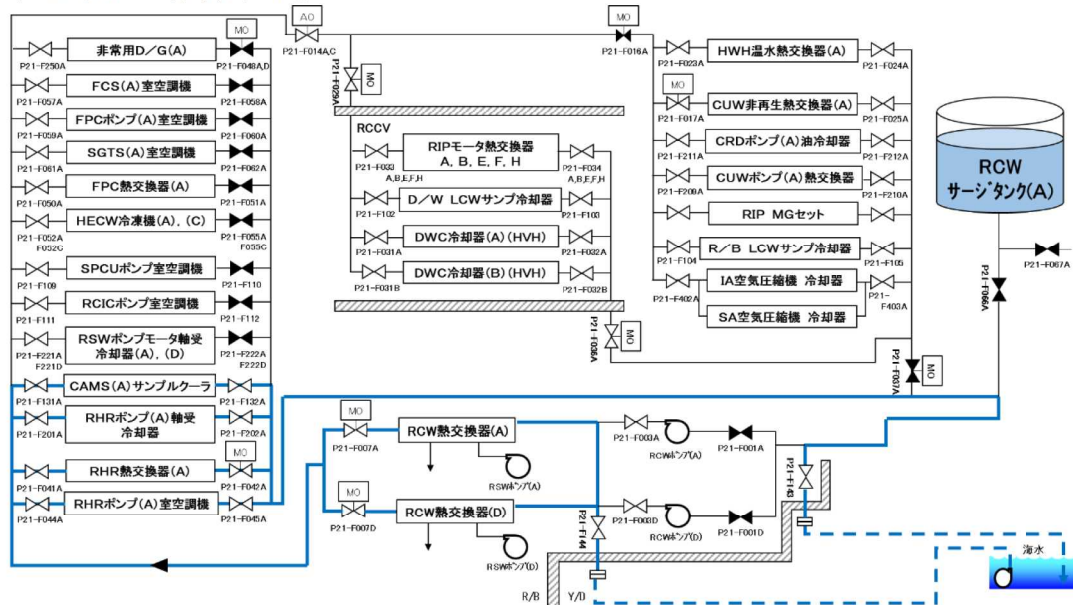 非常用D/G(A)
MO
P21-F250A
P21-F048A,D
FCS(A)室空調機
P21-F057A
P21-F058A
FPCポンプ(A)室空調機
P21-F059A
P21-F060A
SGTS(A)室空調機
P21-F061A
P21-F062A
FPC熱交換器(A)
P21-F050A
P21-F051A
HECW冷凍機(A),(C)
P21-F052A
F052C
P21-F055A
F055C
SPCUポンプ室空調機
P21-F109
P21-F110
RCICポンプ室空調機
P21-F111
P21-F112
RSWポンプモータ軸受
冷却器(A),(D)
P21-F221A
F221D
P21-F222A
F222D
CAMS(A)サンプルクーラ
P21-F131A
P21-F132A
RHRポンプ(A)軸受
冷却器
P21-F201A
P21-F202A
MO
RHR熱交換器(A)
P21-F041A
P21-F042A
RHRポンプ(A)室空調機
P21-F044A
P21-F045A
AO
P21-F014A,C
P21-F029A
MO
MO
P21-F016A
RCCV
RIPモータ熱交換器
A, B, E, F, H
P21-F033
A,B,E,F,H
P21-F034
A,B,E,F,H
D/W LCWサンプ冷却器
P21-F102
P21-F103
DWC冷却器(A)(HVH)
P21-F031A
P21-F032A
DWC冷却器(B)(HVH)
P21-F031B
P21-F032B
P21-F036A
MO
HWH温水熱交換器(A)
P21-F023A
P21-F024A
MO
CUW非再生熱交換器(A)
P21-F017A
P21-F025A
CRDポンプ(A)油冷却器
P21-F211A
P21-F212A
CUWポンプ(A)熱交換器
P21-F209A
P21-F210A
RIP MGセット
R/B LCWサンプ冷却器
P21-F104
P21-F105
IA空気圧縮機 冷却器
P21-F402A
P21-
F403A
SA空気圧縮機 冷却器
P21-F037A
MO
RCW
サージタンク(A)
P21-F067A
P21-F066A
MO
P21-F007A
RCW熱交換器(A)
RSWポンプ(A)
P21-F003A
RCWポンプ(A)
P21-F001A
MO
P21-F007D
RCW熱交換器(D)
RSWポンプ(D)
P21-F003D
RCWポンプ(D)
P21-F001D
P21-F143
P21-F144
R/B
Y/D
海水